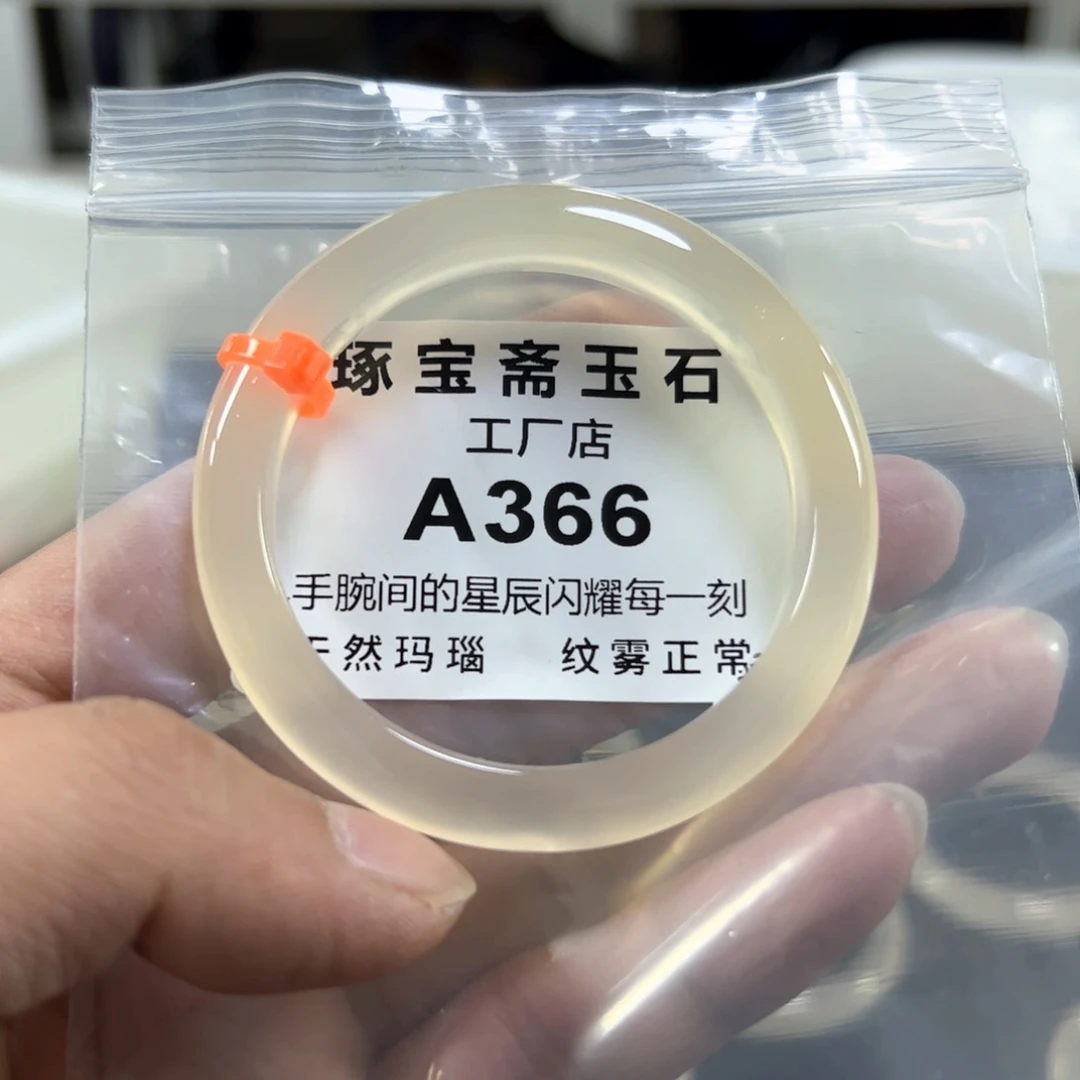 琢宝斋玉石
工厂店
A366
手腕间的星辰闪耀每一刻
天然玛瑙 纹雾正常